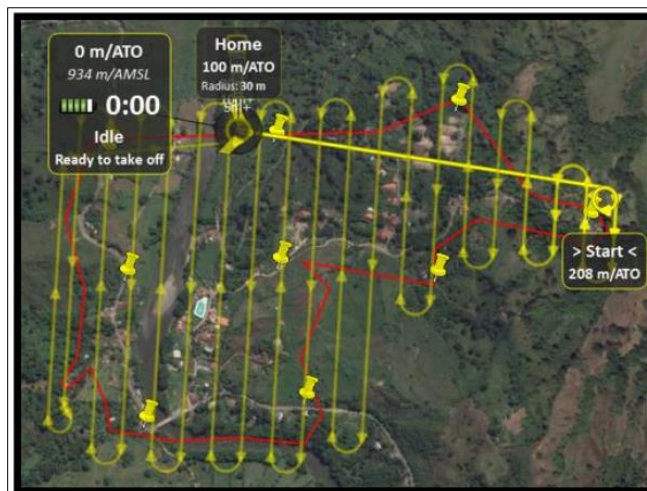 0 m/ATO
934 m/AMSL
0:00
Idle
Ready to take off
Home
100 m/ATO
Radius: 30 m
> Start <
208 m/ATO